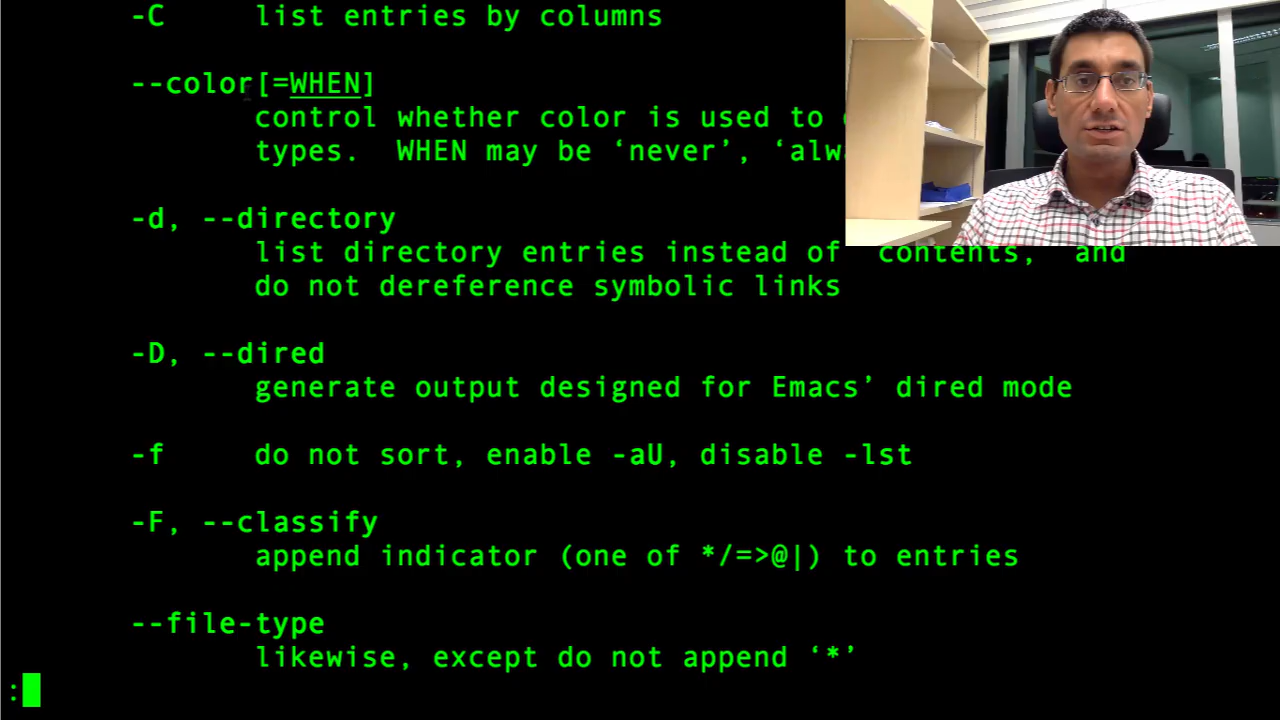 -C list entries by columns
--color[=WHEN]
control whether color is used to
types. WHEN may be ‘never’,
-d, --directory
list directory entries instead of contents, and
do not dereference symbolic links
-D, --dired
generate output designed for Emacs’ dired mode
-f do not sort, enable -aU, disable -lst
-F, --classify
append indicator (one of */=>@|) to entries
--file-type
likewise, except do not append ‘*’
: